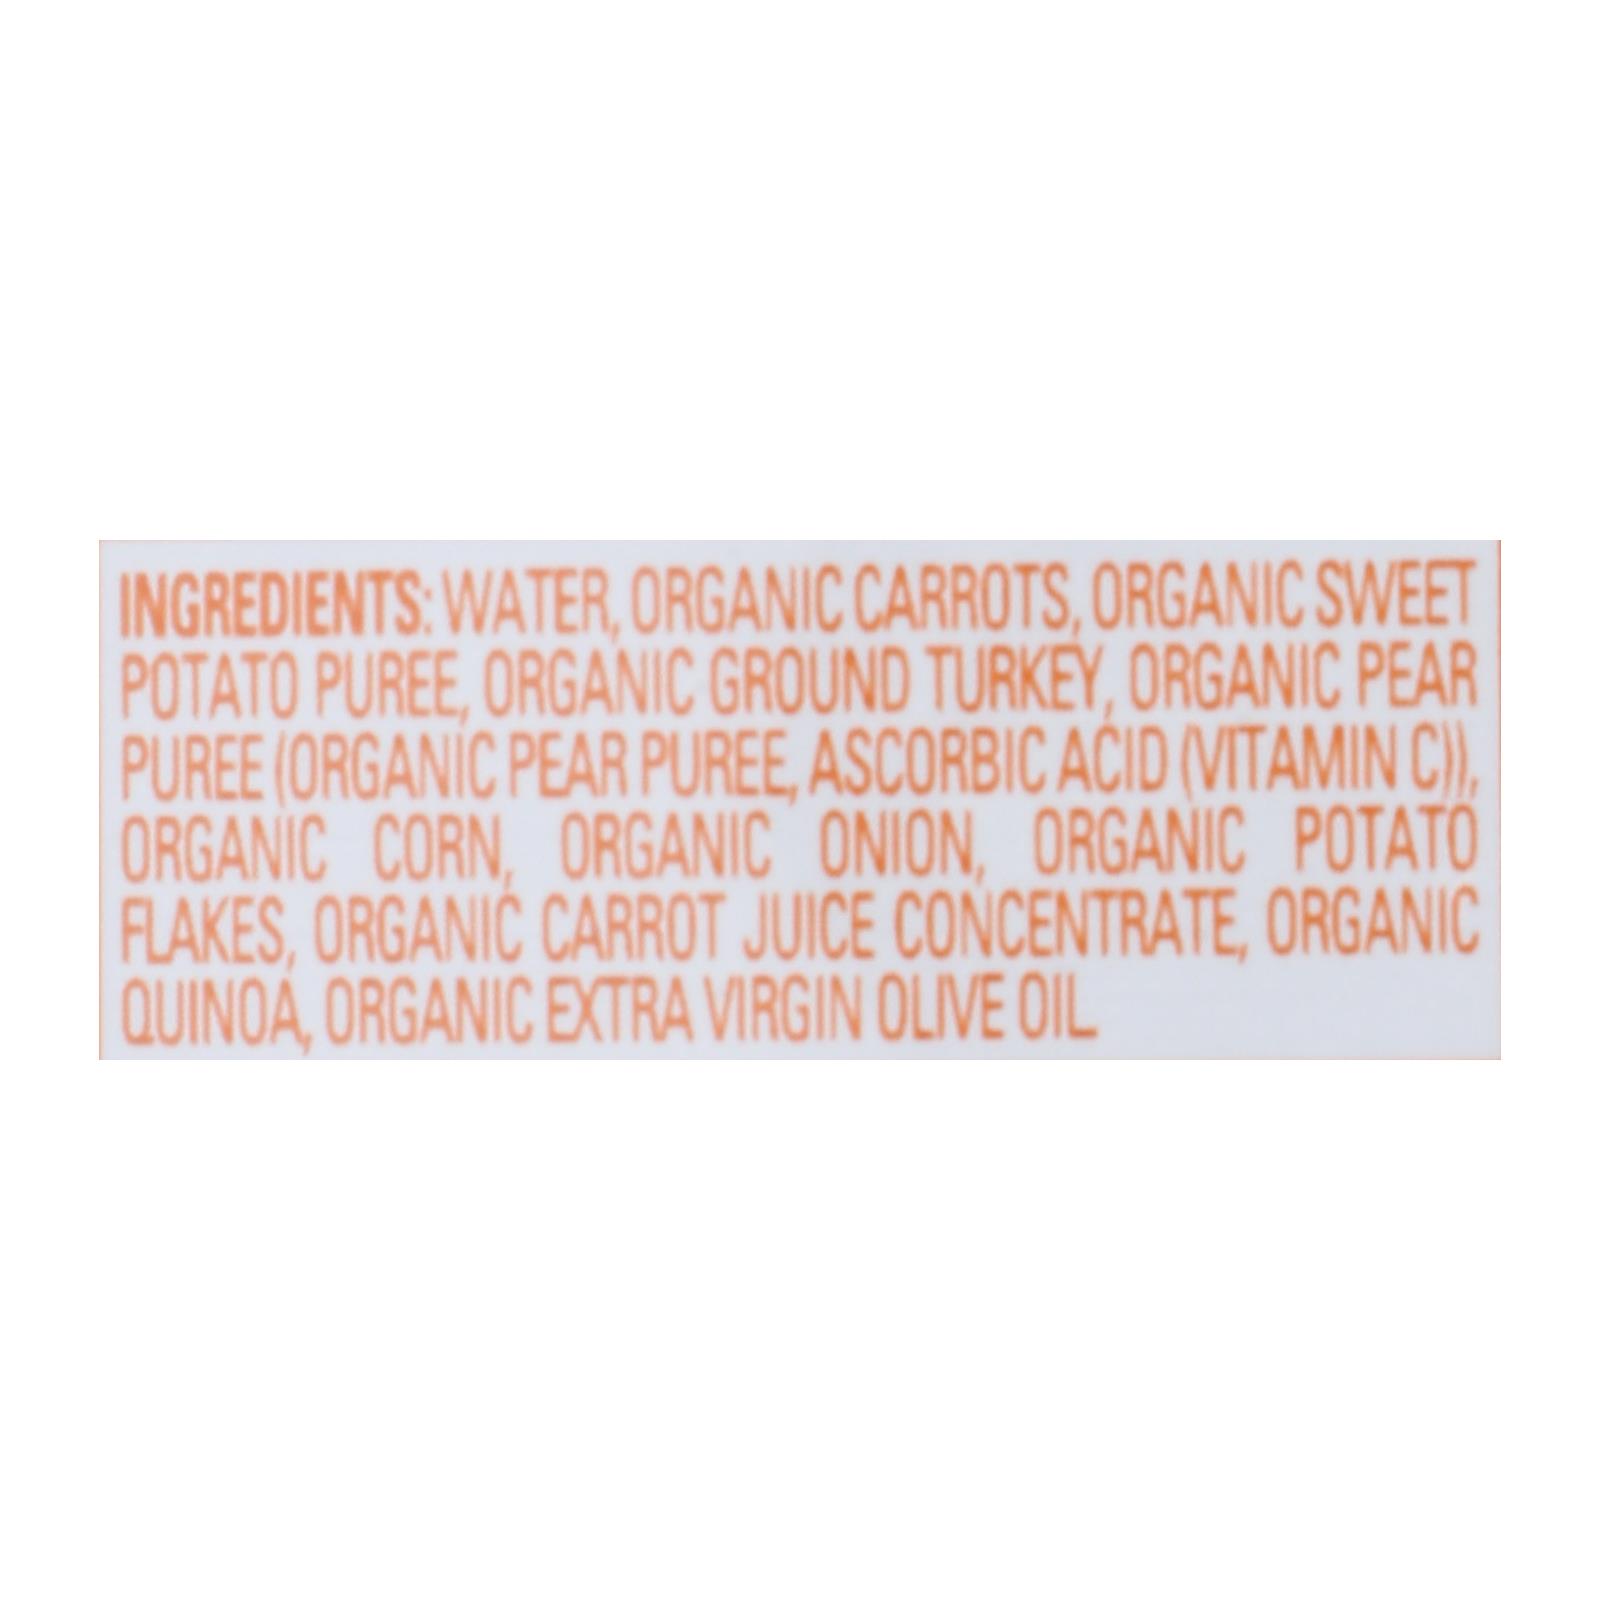 INGREDIENTS: WATER, ORGANIC CARROTS, ORGANIC SWEET
POTATO PUREE, ORGANIC GROUND TURKEY, ORGANIC PEAR
PUREE (ORGANIC PEAR PUREE, ASCORBIC ACID (VITAMIN C)),
ORGANIC CORN, ORGANIC ONION, ORGANIC POTATO
FLAKES, ORGANIC CARROT JUICE CONCENTRATE, ORGANIC
QUINOA, ORGANIC EXTRA VIRGIN OLIVE OIL.